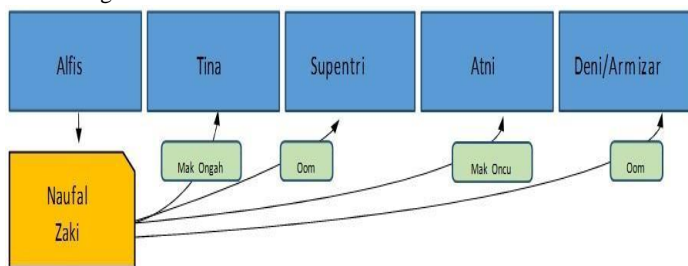 Alfis
Tina
Supentri
Atni
Deni/Armizar
Mak Ongah
Oom
Mak Oncu
Oom
Naufal
Zaki